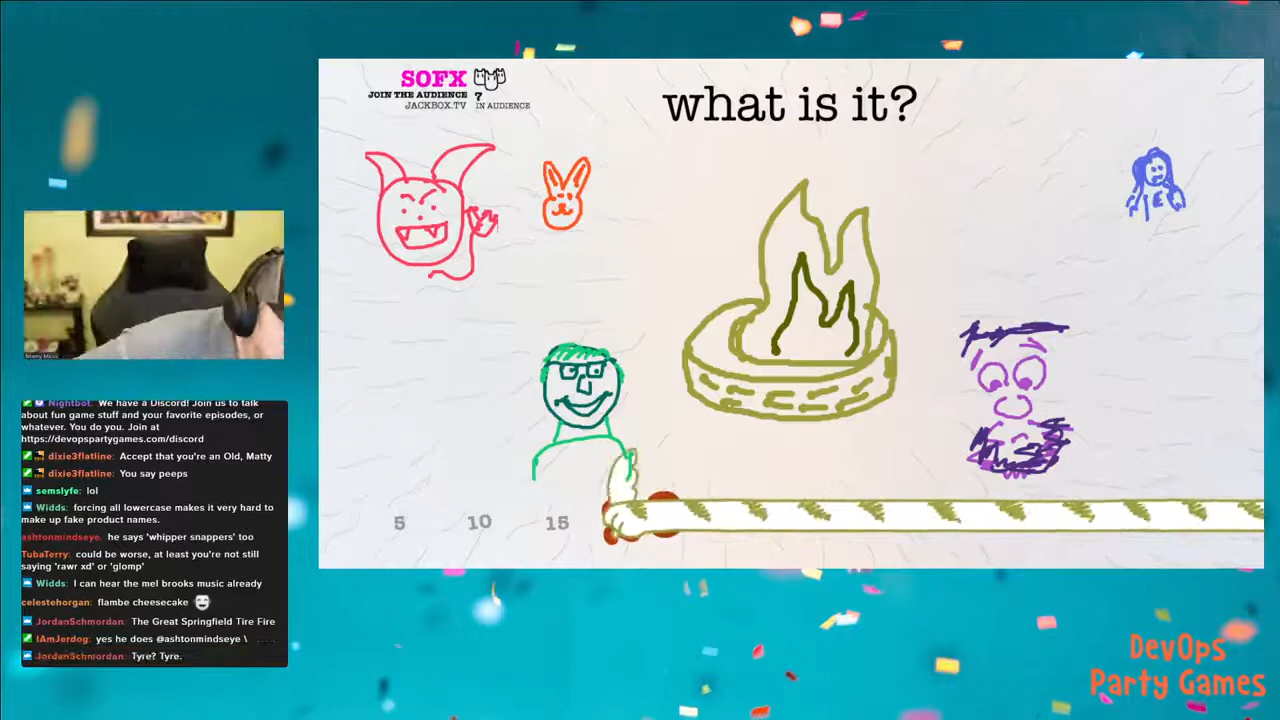 SOFX
JOIN THE AUDIENCE
JACKBOX.TV
7
IN AUDIENCE
what is it?
5 10 15
Nightbot: We have a Discord! Join us to talk
about fun game stuff and your favorite episodes, or
whatever. You do you. Join at
https://devopspartygames.com/discord
dixie3flatline: Accept that you're an Old, Matty
dixie3flatline: You say peeps
semslyfe: lol
Widds: forcing all lowercase makes it very hard to
make up fake product names.
ashtonmindseye: he says 'whipper snappers' too
TubaTerry: could be worse, at least you're not still
saying 'rawr xd' or 'glomp'
Widds: I can hear the mel brooks music already
celestehorgan: flambe cheesecake
JordanSchmordan: The Great Springfield Tire Fire
IAmJerdog: yes he does @ashtonmindseye \
JordanSchmordan: Tyre? Tyre.
DevOps
Party Games